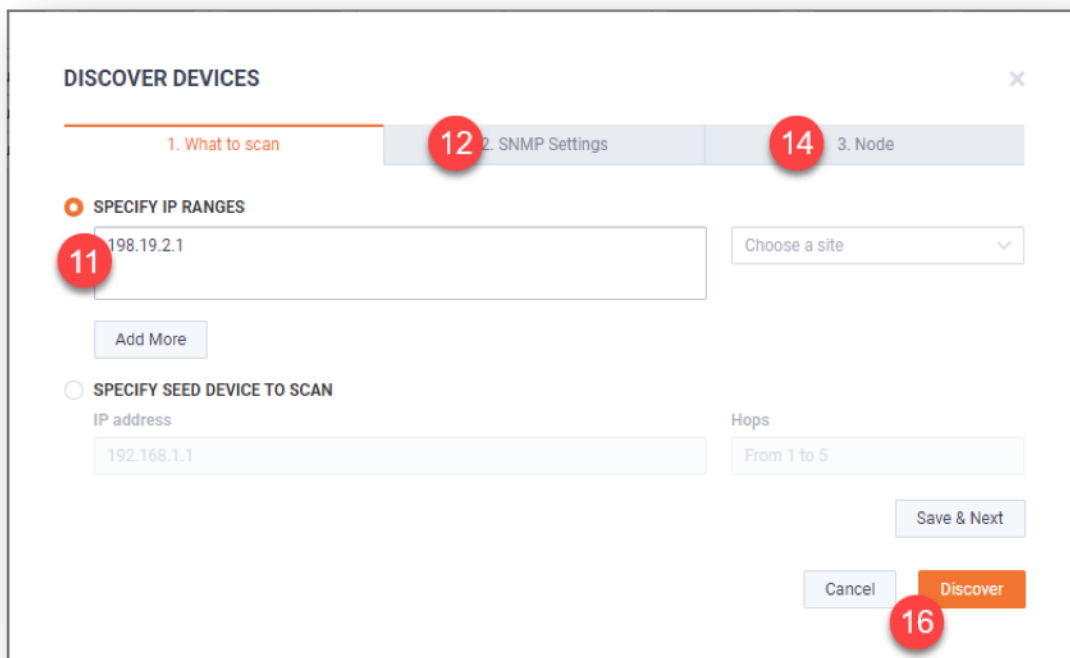 DISCOVER DEVICES
1. What to scan
12 2. SNMP Settings
14 3. Node
SPECIFY IP RANGES
198.19.2.1
11
Choose a site
Add More
SPECIFY SEED DEVICE TO SCAN
IP address
Hops
192.168.1.1
From 1 to 5
Save & Next
Cancel
Discover
16